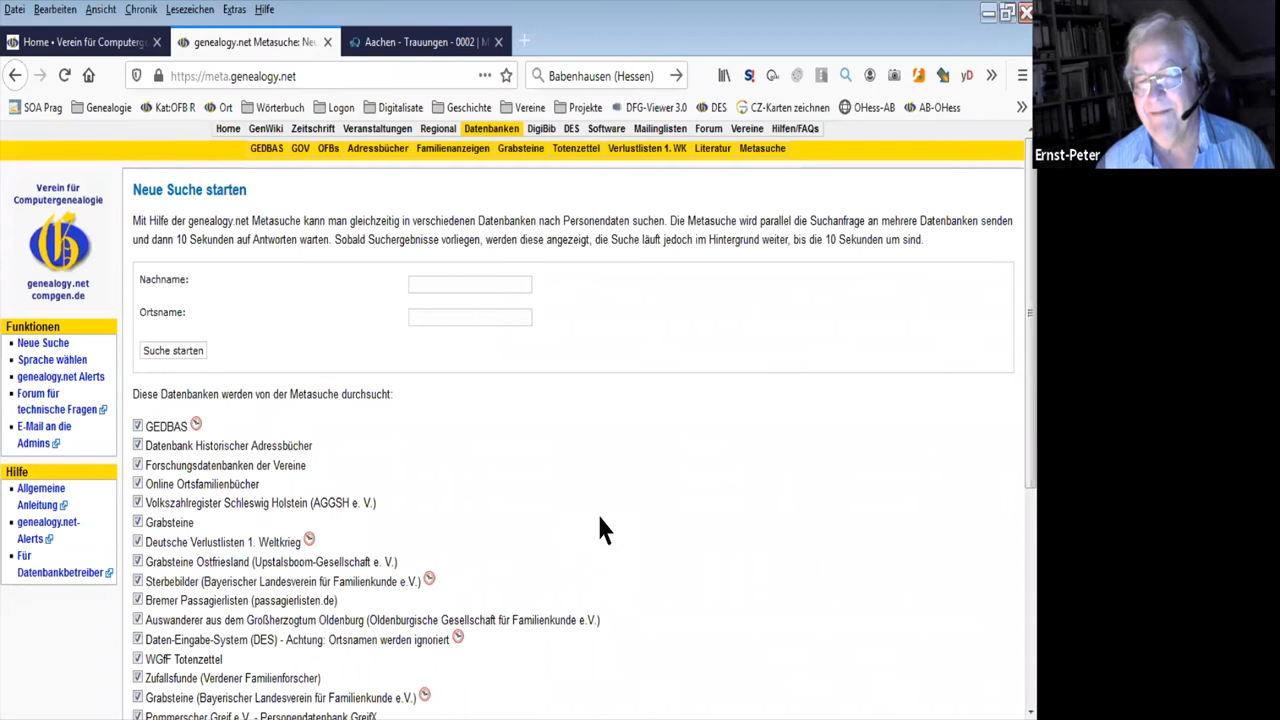 Datei Bearbeiten Ansicht Chronik Lesezeichen Extras Hilfe
Home • Verein für Computerge
genealogy.net Metasuche: Neu
Aachen - Trauungen - 0002 | M
https://meta.genealogy.net
Babenhausen (Hessen)
SOA Prag Genealogie Kat:OFB R Ort Wörterbuch Logon Digitalisate Geschichte Vereine Projekte DFG-Viewer 3.0 DES CZ-Karten zeichnen OHess-AB AB-OHess
Home GenWiki Zeitschrift Veranstaltungen Regional Datenbanken DigiBib DES Software Mailinglisten Forum Vereine Hilfen/FAQs
GEDBAS GOV OFBs Adressbücher Familienanzeigen Grabsteine Totenzettel Verlustlisten 1. WK Literatur Metasuche
Ernst-Peter
Verein für
Computergenealogie
genealogy.net
compgen.de
Funktionen
Neue Suche
Sprache wählen
genealogy.net Alerts
Forum für
technische Fragen
E-Mail an die
Admins
Hilfe
Allgemeine
Anleitung
genealogy.net-
Alerts
Für
Datenbankbetreiber
Neue Suche starten
Mit Hilfe der genealogy.net Metasuche kann man gleichzeitig in verschiedenen Datenbanken nach Personendaten suchen. Die Metasuche wird parallel die Suchanfrage an mehrere Datenbanken senden
und dann 10 Sekunden auf Antworten warten. Sobald Suchergebnisse vorliegen, werden diese angezeigt, die Suche läuft jedoch im Hintergrund weiter, bis die 10 Sekunden um sind.
Nachname:
Ortsname:
Suche starten
Diese Datenbanken werden von der Metasuche durchsucht:
GEDBAS
Datenbank Historischer Adressbücher
Forschungsdatenbanken der Vereine
Online Ortsfamilienbücher
Volkszahlregister Schleswig Holstein (AGGSH e. V.)
Grabsteine
Deutsche Verlustlisten 1. Weltkrieg
Grabsteine Ostfriesland (Upstalsboom-Gesellschaft e. V.)
Sterbebilder (Bayerischer Landesverein für Familienkunde e.V.)
Bremer Passagierlisten (passagierlisten.de)
Auswanderer aus dem Großherzogtum Oldenburg (Oldenburgische Gesellschaft für Familienkunde e.V.)
Daten-Eingabe-System (DES) - Achtung: Ortsnamen werden ignoriert
WGfF Totenzettel
Zufallsfunde (Verdener Familienforscher)
Grabsteine (Bayerischer Landesverein für Familienkunde e.V.)
Pommerscher Greif e.V. - Personendatenbank GreifX